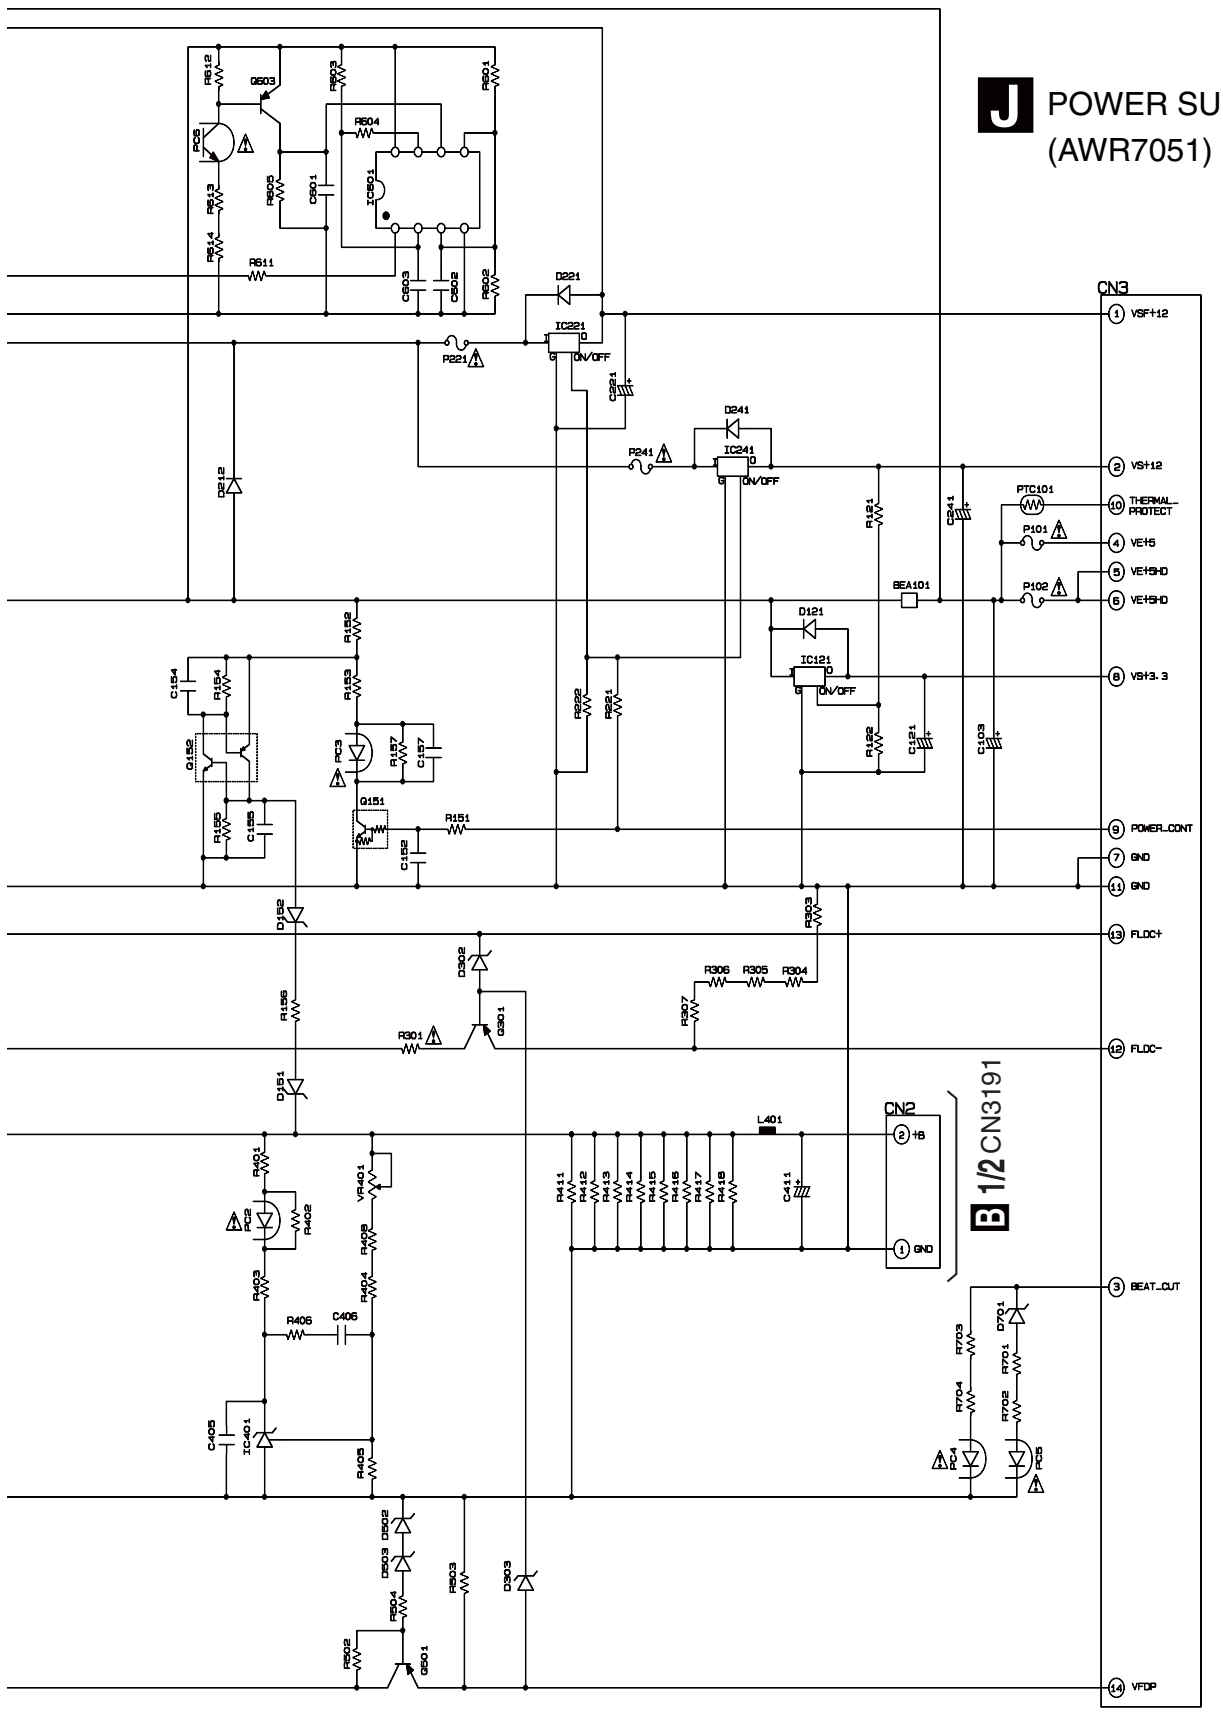 J POWER SU
(AWR7051)
R612
Q603
R603
R601
R604
PC6
R605
C601
IC601
R613
R614
R611
C603
C602
R602
D221
IC221
I O
G ON/OFF
P221
C221
CN3
1 VSF+12
D241
IC241
I O
G ON/OFF
P241
D212
R121
C241
2 VS+12
PTC101
10 THERMAL_
PROTECT
P101
4 VE+5
5 VE+5HD
BEA101
P102
6 VE+5HD
R152
D121
IC121
I O
G ON/OFF
8 VS+3.3
C154
R154
R153
R222
R221
Q152
PC3
R157
C157
R122
C121
C103
R155
C155
Q151
R151
C152
9 POWER_CONT
7 GND
11 GND
D152
R303
13 FLDC+
D302
R306
R305
R304
R156
R307
Q301
R301
12 FLDC-
D151
L401
CN2
2 +B
1 GND
B 1/2 CN3191
R401
VR401
R411
R412
R413
R414
R415
R416
R417
R418
C411
PC2
R402
R408
R403
R404
3 BEAT_CUT
R406
C406
D701
R703
R701
R704
R702
C405
IC401
R405
PC4
PC5
D502
D503
R503
D303
R504
R502
Q501
14 VFDP